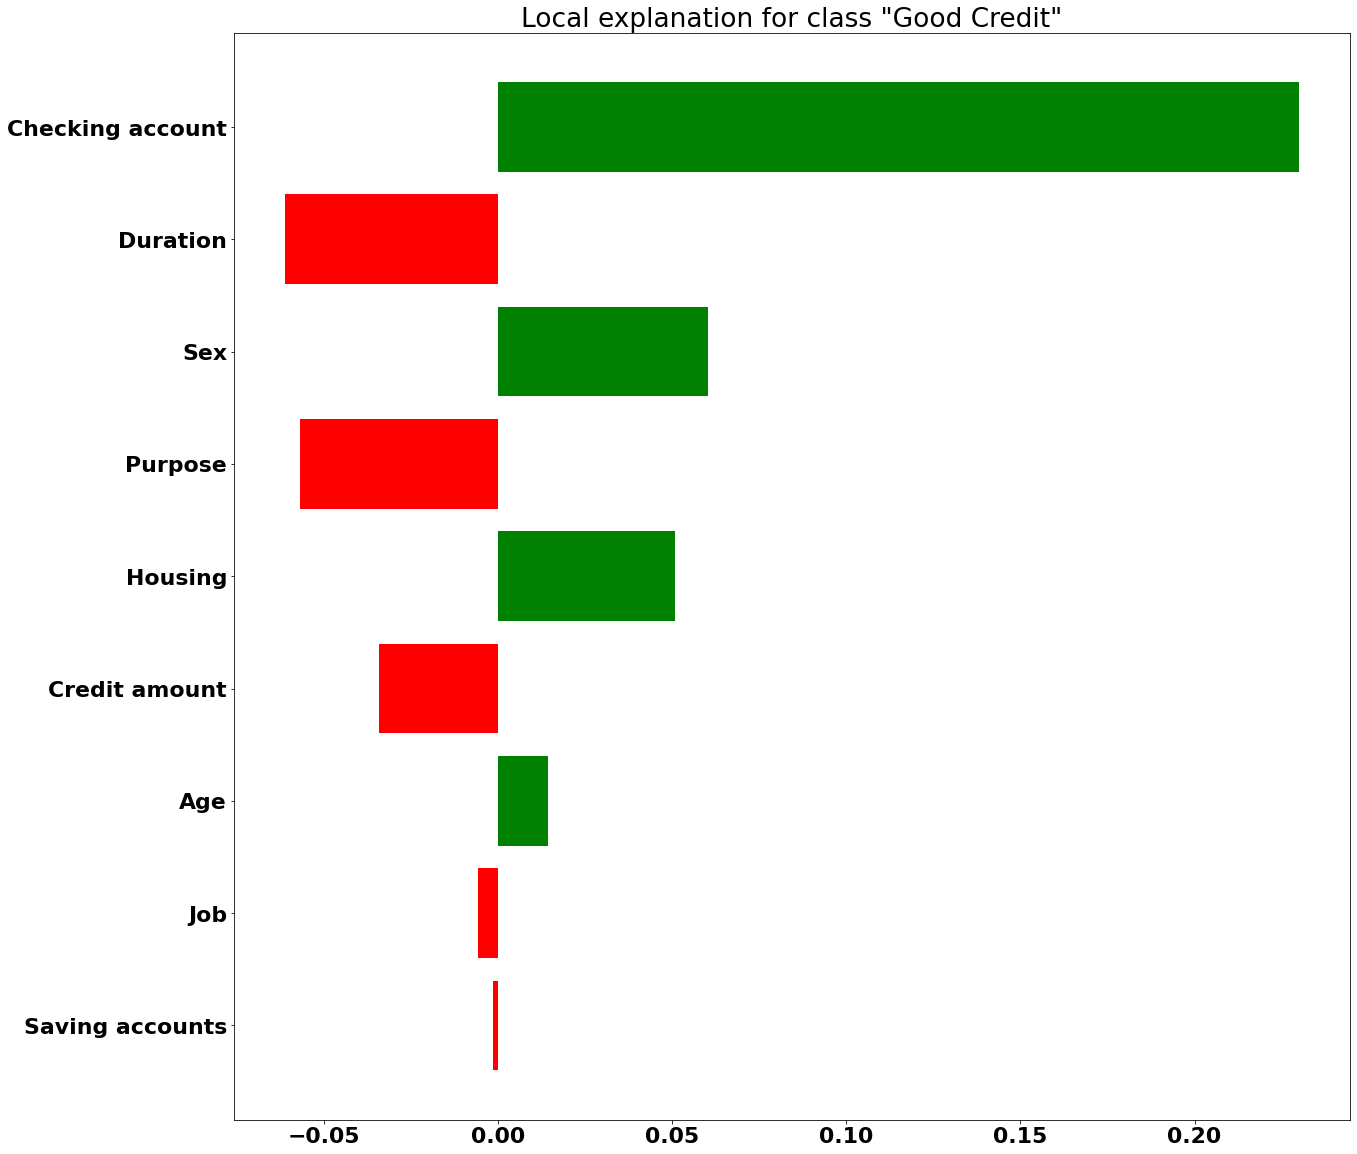 Local explanation for class "Good Credit"
Checking account
Duration
Sex
Purpose
Housing
Credit amount
Age
Job
Saving accounts
−0.05 0.00 0.05 0.10 0.15 0.20